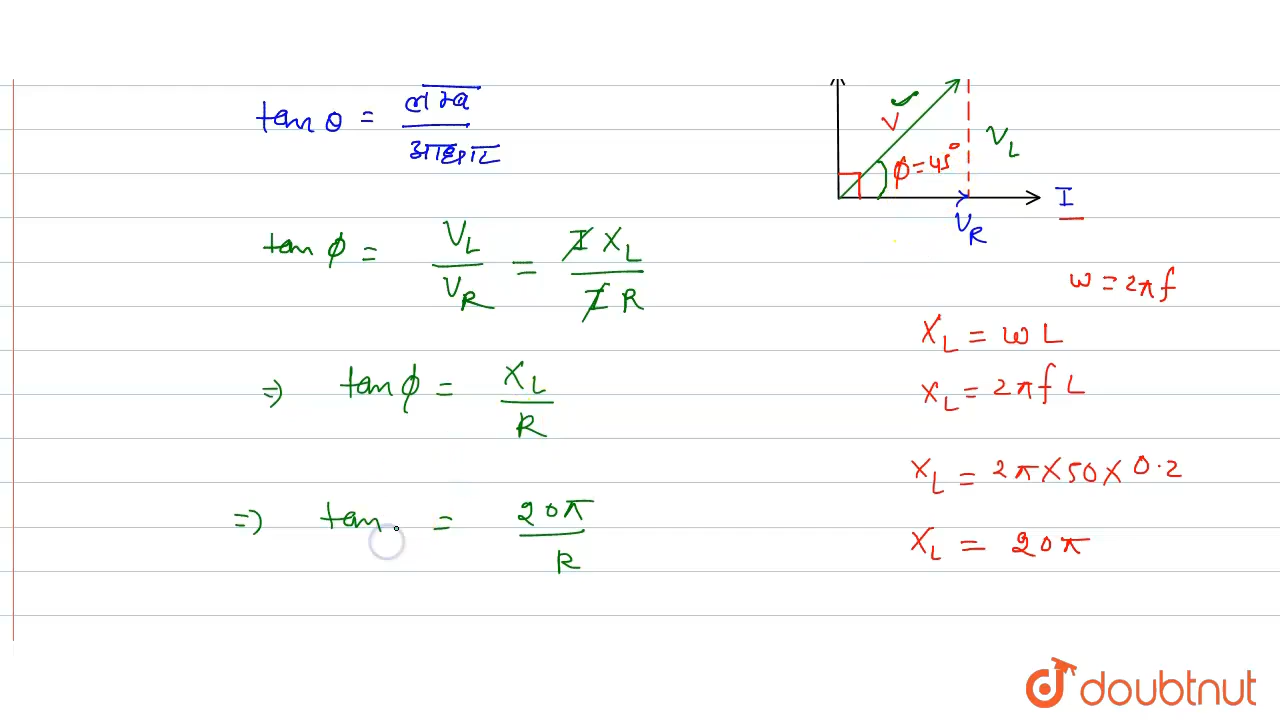 tan θ = लम्ब / आधार
V
φ = 45°
V_L
I
V_R
tan φ = V_L / V_R = I X_L / I R
ω = 2πf
X_L = ω L
⇒ tan φ = X_L / R
X_L = 2πf L
X_L = 2π × 50 × 0.2
⇒ tan = 20π / R
X_L = 20π
doubtnut